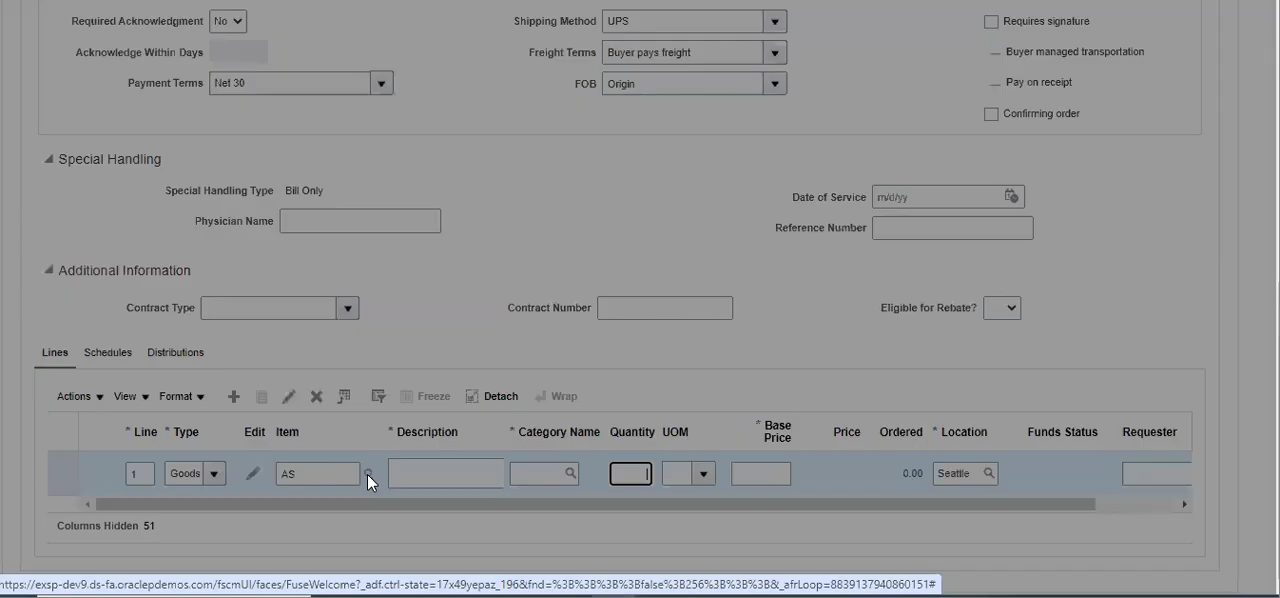 Required Acknowledgment No Shipping Method UPS Requires signature
Acknowledge Within Days Freight Terms Buyer pays freight Buyer managed transportation
Payment Terms Net 30 FOB Origin Pay on receipt
Confirming order
Special Handling
Special Handling Type Bill Only Date of Service m/d/yy
Physician Name Reference Number
Additional Information
Contract Type Contract Number Eligible for Rebate?
Lines Schedules Distributions
Actions View Format Freeze Detach Wrap
* Line * Type Edit Item * Description * Category Name Quantity UOM * Base Price Price Ordered * Location Funds Status Requester
1 Goods AS 0.00 Seattle
Columns Hidden 51
https://exsp-dev9.ds-fa.oraclepdemos.com/fscmUI/faces/FuseWelcome?_adf.ctrl-state=17x49yepaz_196&fnd=%3B%3B%3B%3Bfalse%3B256%3B%3B%3B&_afrLoop=8839137940860151#